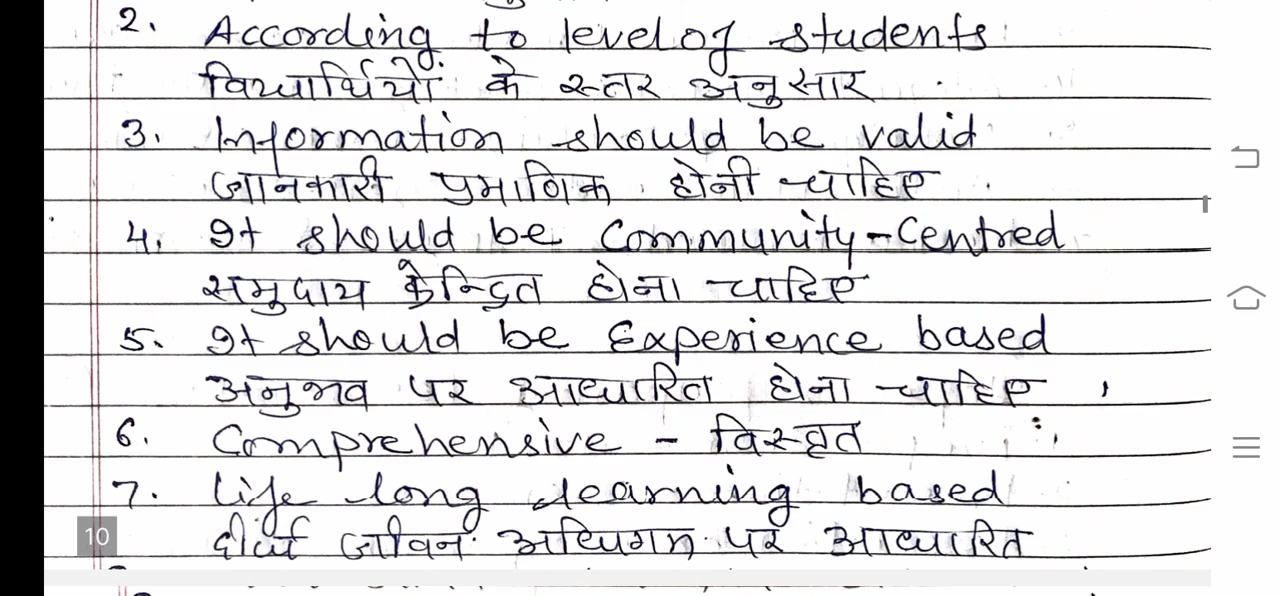 2. According to level of students
विद्यार्थियों के स्तर अनुसार
3. Information should be valid
जानकारी प्रमाणिक होनी चाहिए
4. It should be Community-Centred
समुदाय केन्द्रित होना चाहिए
5. It should be Experience based
अनुभव पर आधारित होना चाहिए
6. Comprehensive - विस्तृत
7. Life long learning based
दीर्घ जीवन अधिगम पर आधारित
10